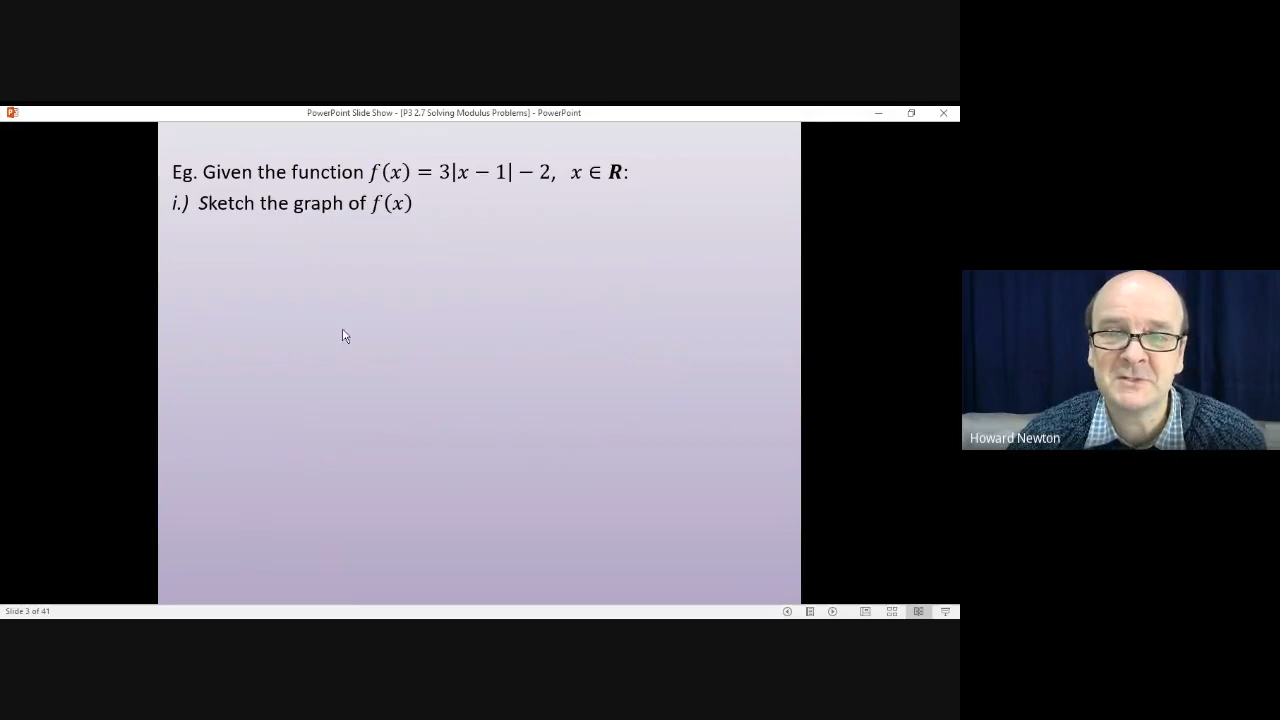 PowerPoint Slide Show - [P3 2.7 Solving Modulus Problems] - PowerPoint
Eg. Given the function f(x) = 3|x − 1| − 2,  x ∈ R:
i.) Sketch the graph of f(x)
Howard Newton
Slide 3 of 41